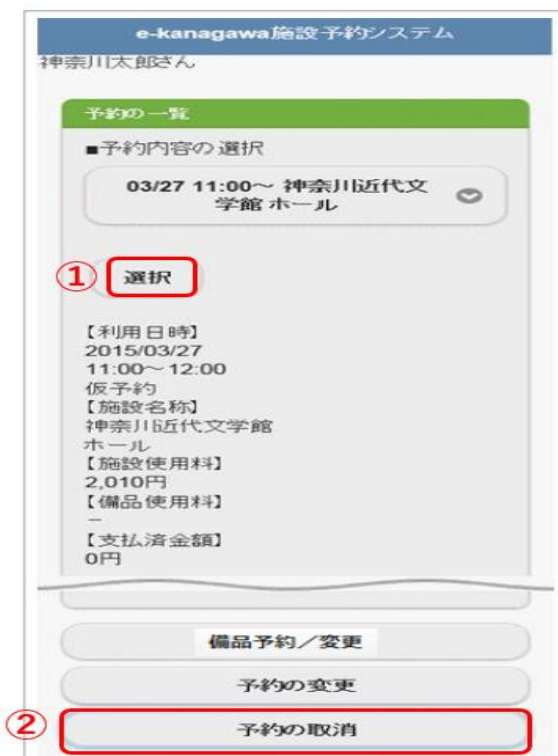 e-kanagawa施設予約システム
神奈川太郎さん
予約の一覧
■予約内容の選択
03/27 11:00～ 神奈川近代文
学館 ホール
① 選択
【利用日時】
2015/03/27
11:00～12:00
仮予約
【施設名称】
神奈川近代文学館
ホール
【施設使用料】
2,010円
【備品使用料】
−
【支払済金額】
0円
備品予約／変更
予約の変更
② 予約の取消